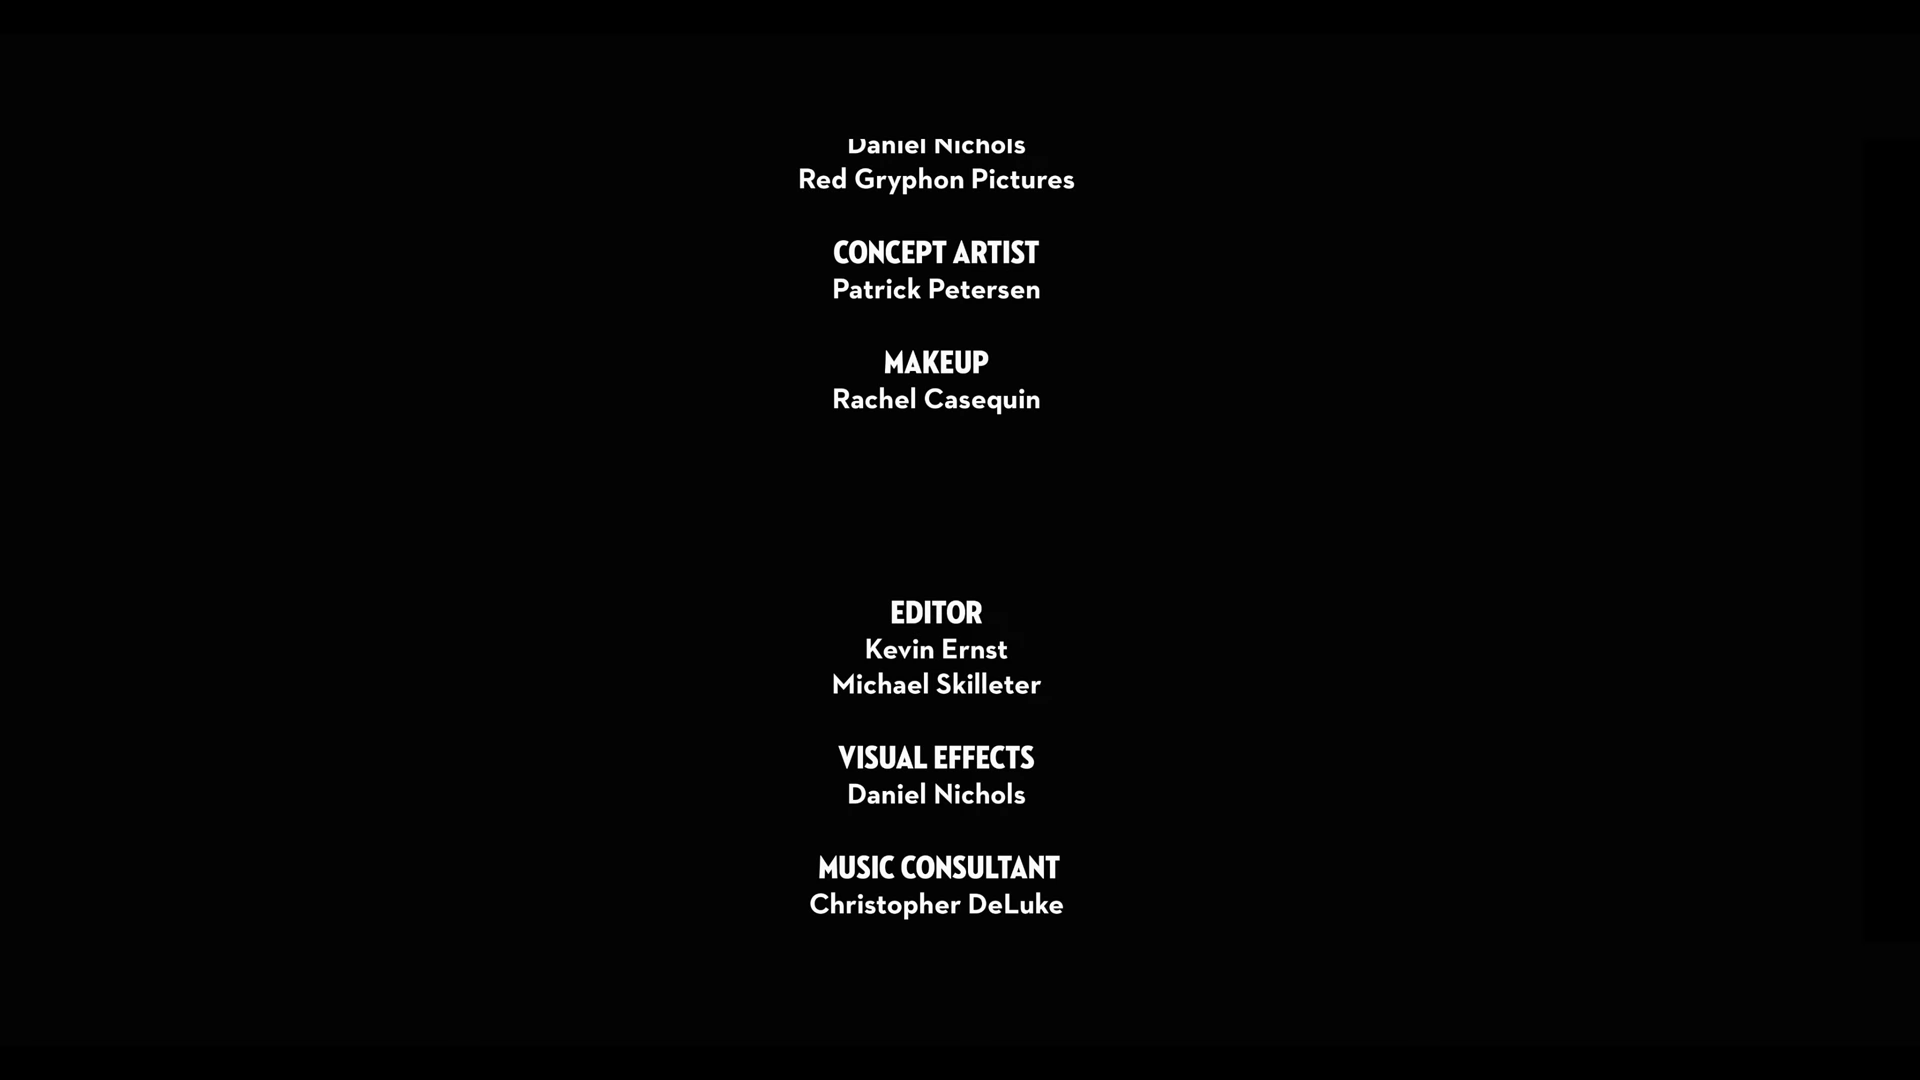 Daniel Nichols
Red Gryphon Pictures
CONCEPT ARTIST
Patrick Petersen
MAKEUP
Rachel Casequin
EDITOR
Kevin Ernst
Michael Skilleter
VISUAL EFFECTS
Daniel Nichols
MUSIC CONSULTANT
Christopher DeLuke